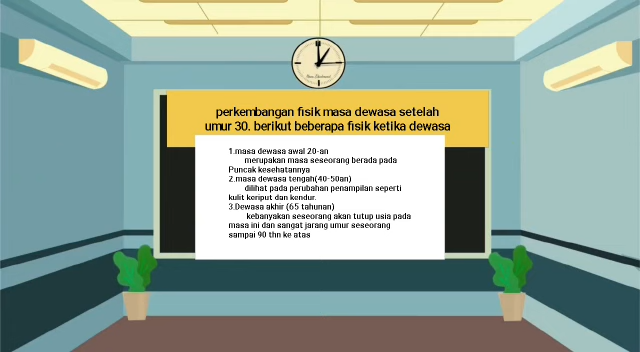 perkembangan fisik masa dewasa setelah
umur 30. berikut beberapa fisik ketika dewasa
1.masa dewasa awal 20-an
merupakan masa seseorang berada pada
Puncak kesehatannya
2.masa dewasa tengah(40-50an)
dilihat pada perubahan penampilan seperti
kulit keriput dan kendur.
3.Dewasa akhir (65 tahunan)
kebanyakan seseorang akan tutup usia pada
masa ini dan sangat jarang umur seseorang
sampai 90 thn ke atas